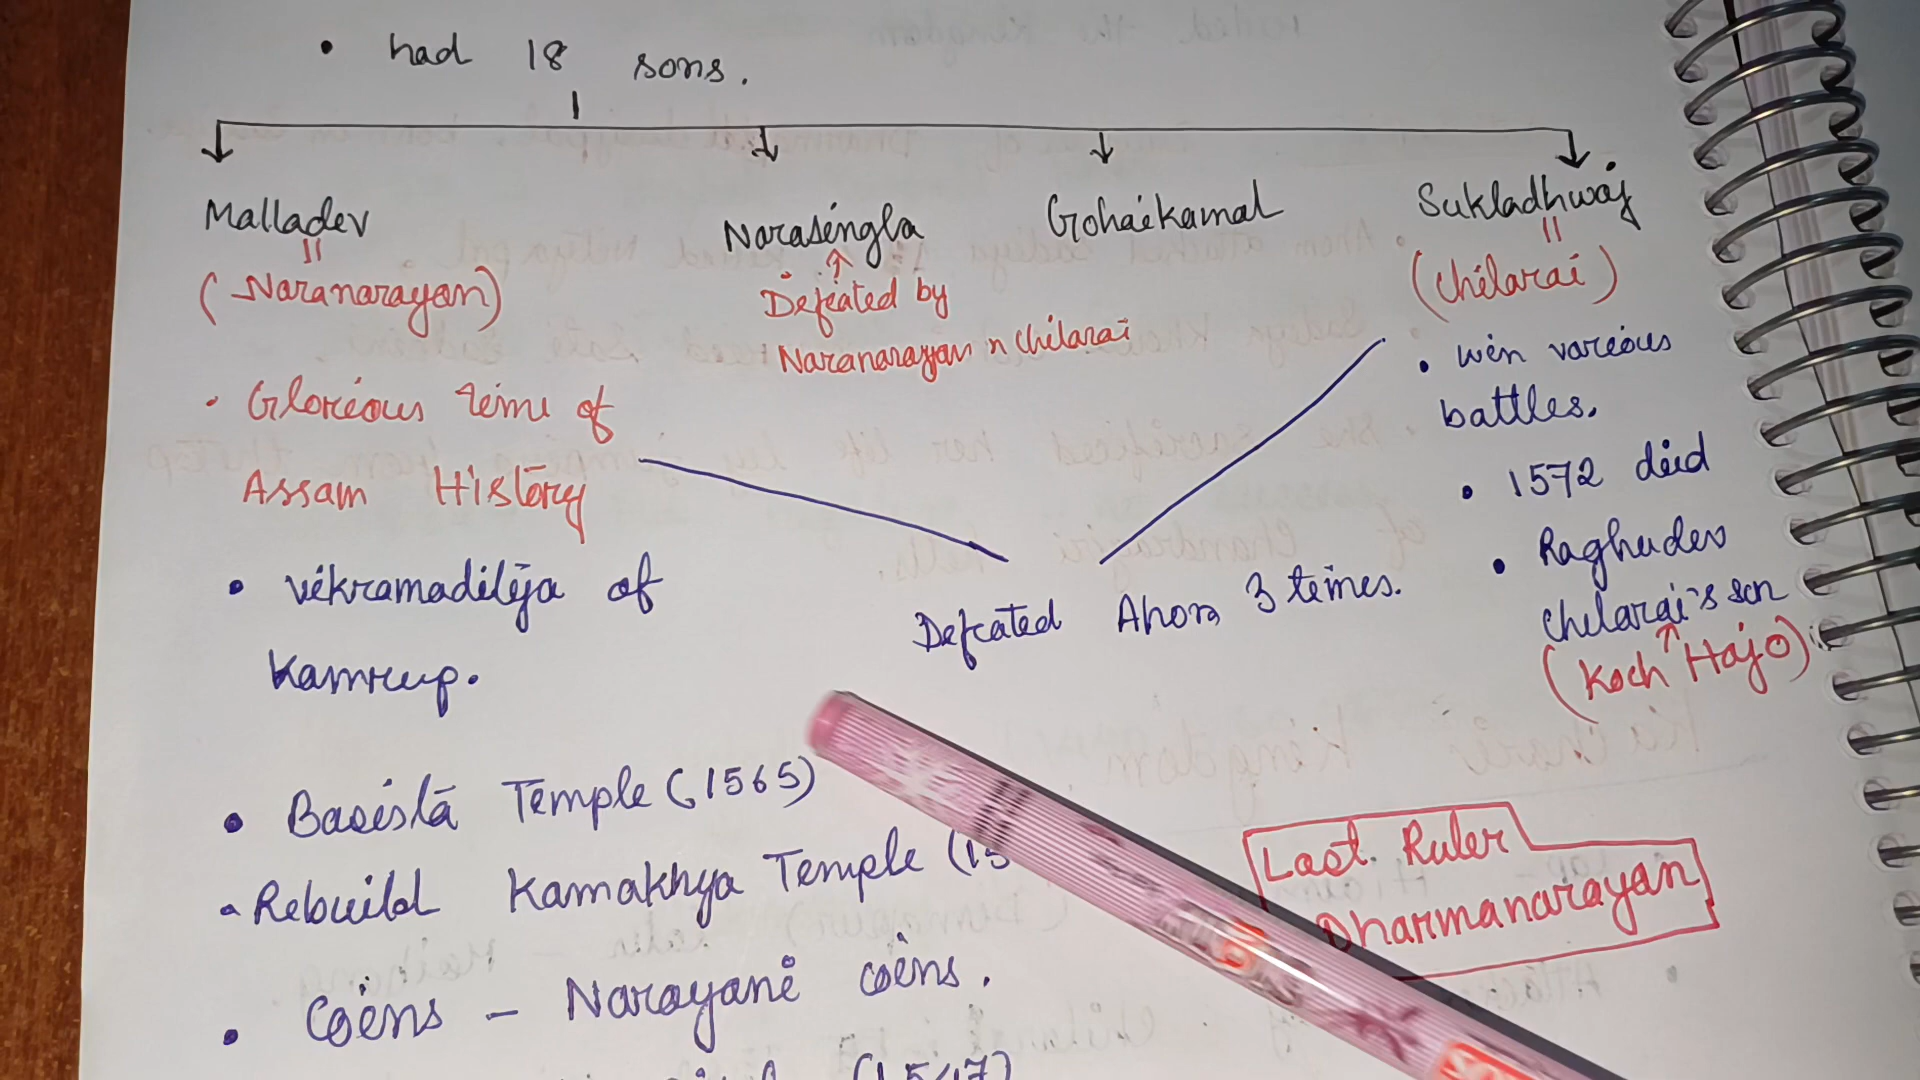 • had 18 sons.
Malladev Narasingha Gohaikamal Sukladhwaj
(Naranarayan)
Defeated by
Naranarayan n Chilarai
(Chilarai)
• win various
battles.
• 1572 died
• Raghudev
chilarai's son
(Koch Hajo)
• Glorious time of
Assam History
Defeated Ahom 3 times.
• vikramaditya of
Kamrup.
• Basista Temple (1565)
• Rebuild Kamakhya Temple (15
• Coins - Narayani coins.
Last Ruler
Dharmanarayan